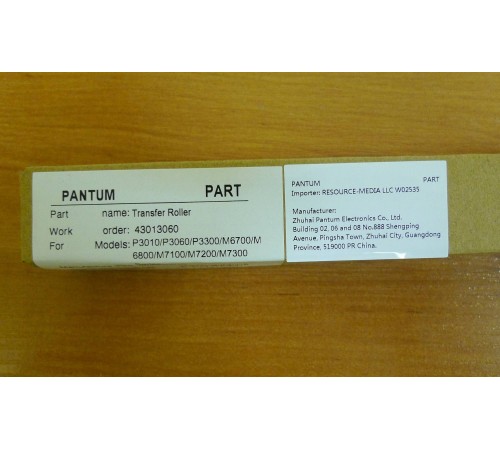 PANTUM PART
Part name: Transfer Roller
Work order: 43013060
For Models: P3010/P3060/P3300/M6700/M
6800/M7100/M7200/M7300
PANTUM PART
Importer: RESOURCE-MEDIA LLC W02535
Manufacturer:
Zhuhai Pantum Electronics Co., Ltd.
Building 02, 06 and 08 No.888 Shengping
Avenue, Pingsha Town, Zhuhai City, Guangdong
Province, 519000 PR China.